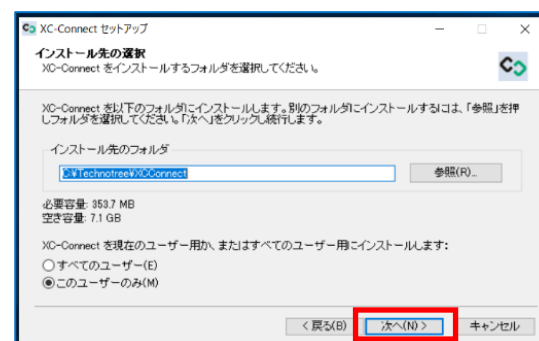 XC-Connect セットアップ
インストール先の選択
XC-Connect をインストールするフォルダを選択してください。
XC-Connect を以下のフォルダにインストールします。別のフォルダにインストールするには、「参照」を押
しフォルダを選択してください。「次へ」をクリックし続行します。
インストール先のフォルダ
C:¥Technotree¥XCConnect
参照(R)...
必要容量: 353.7 MB
空き容量: 7.1 GB
XC-Connect を現在のユーザー用か、またはすべてのユーザー用にインストールします:
すべてのユーザー(E)
このユーザーのみ(M)
< 戻る(B) 次へ(N) > キャンセル